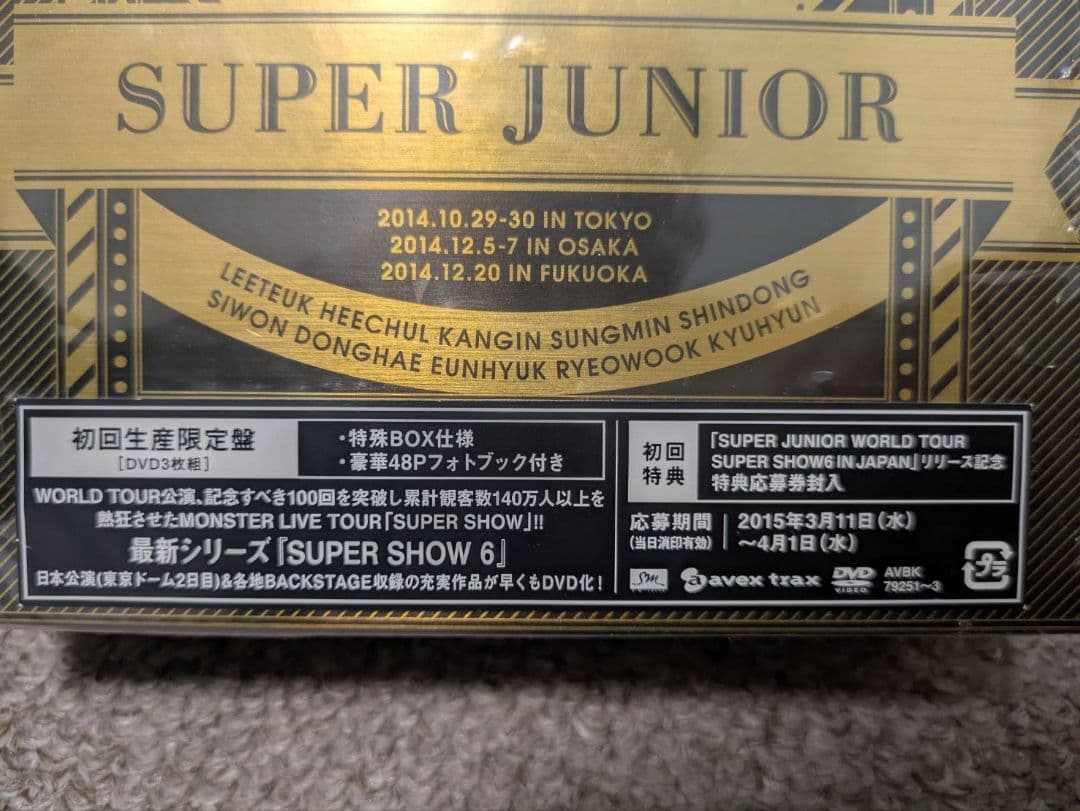 SUPER JUNIOR
2014.10.29-30 IN TOKYO
2014.12.5-7 IN OSAKA
2014.12.20 IN FUKUOKA
LEETEUK HEECHUL KANGIN SUNGMIN SHINDONG
SIWON DONGHAE EUNHYUK RYEOWOOK KYUHYUN
初回生産限定盤
[DVD3枚組]
・特殊BOX仕様
・豪華48Pフォトブック付き
WORLD TOUR公演、記念すべき100回を突破し累計観客数140万人以上を
熱狂させたMONSTER LIVE TOUR「SUPER SHOW」!!
最新シリーズ『SUPER SHOW 6』
日本公演(東京ドーム2日目)&各地BACKSTAGE収録の充実作品が早くもDVD化!
初回
特典
「SUPER JUNIOR WORLD TOUR
SUPER SHOW6 IN JAPAN」リリース記念
特典応募券封入
応募期間
(当日消印有効)
2015年3月11日(水)
～4月1日(水)
avex trax
DVD
VIDEO
AVBK
79251～3
プラ